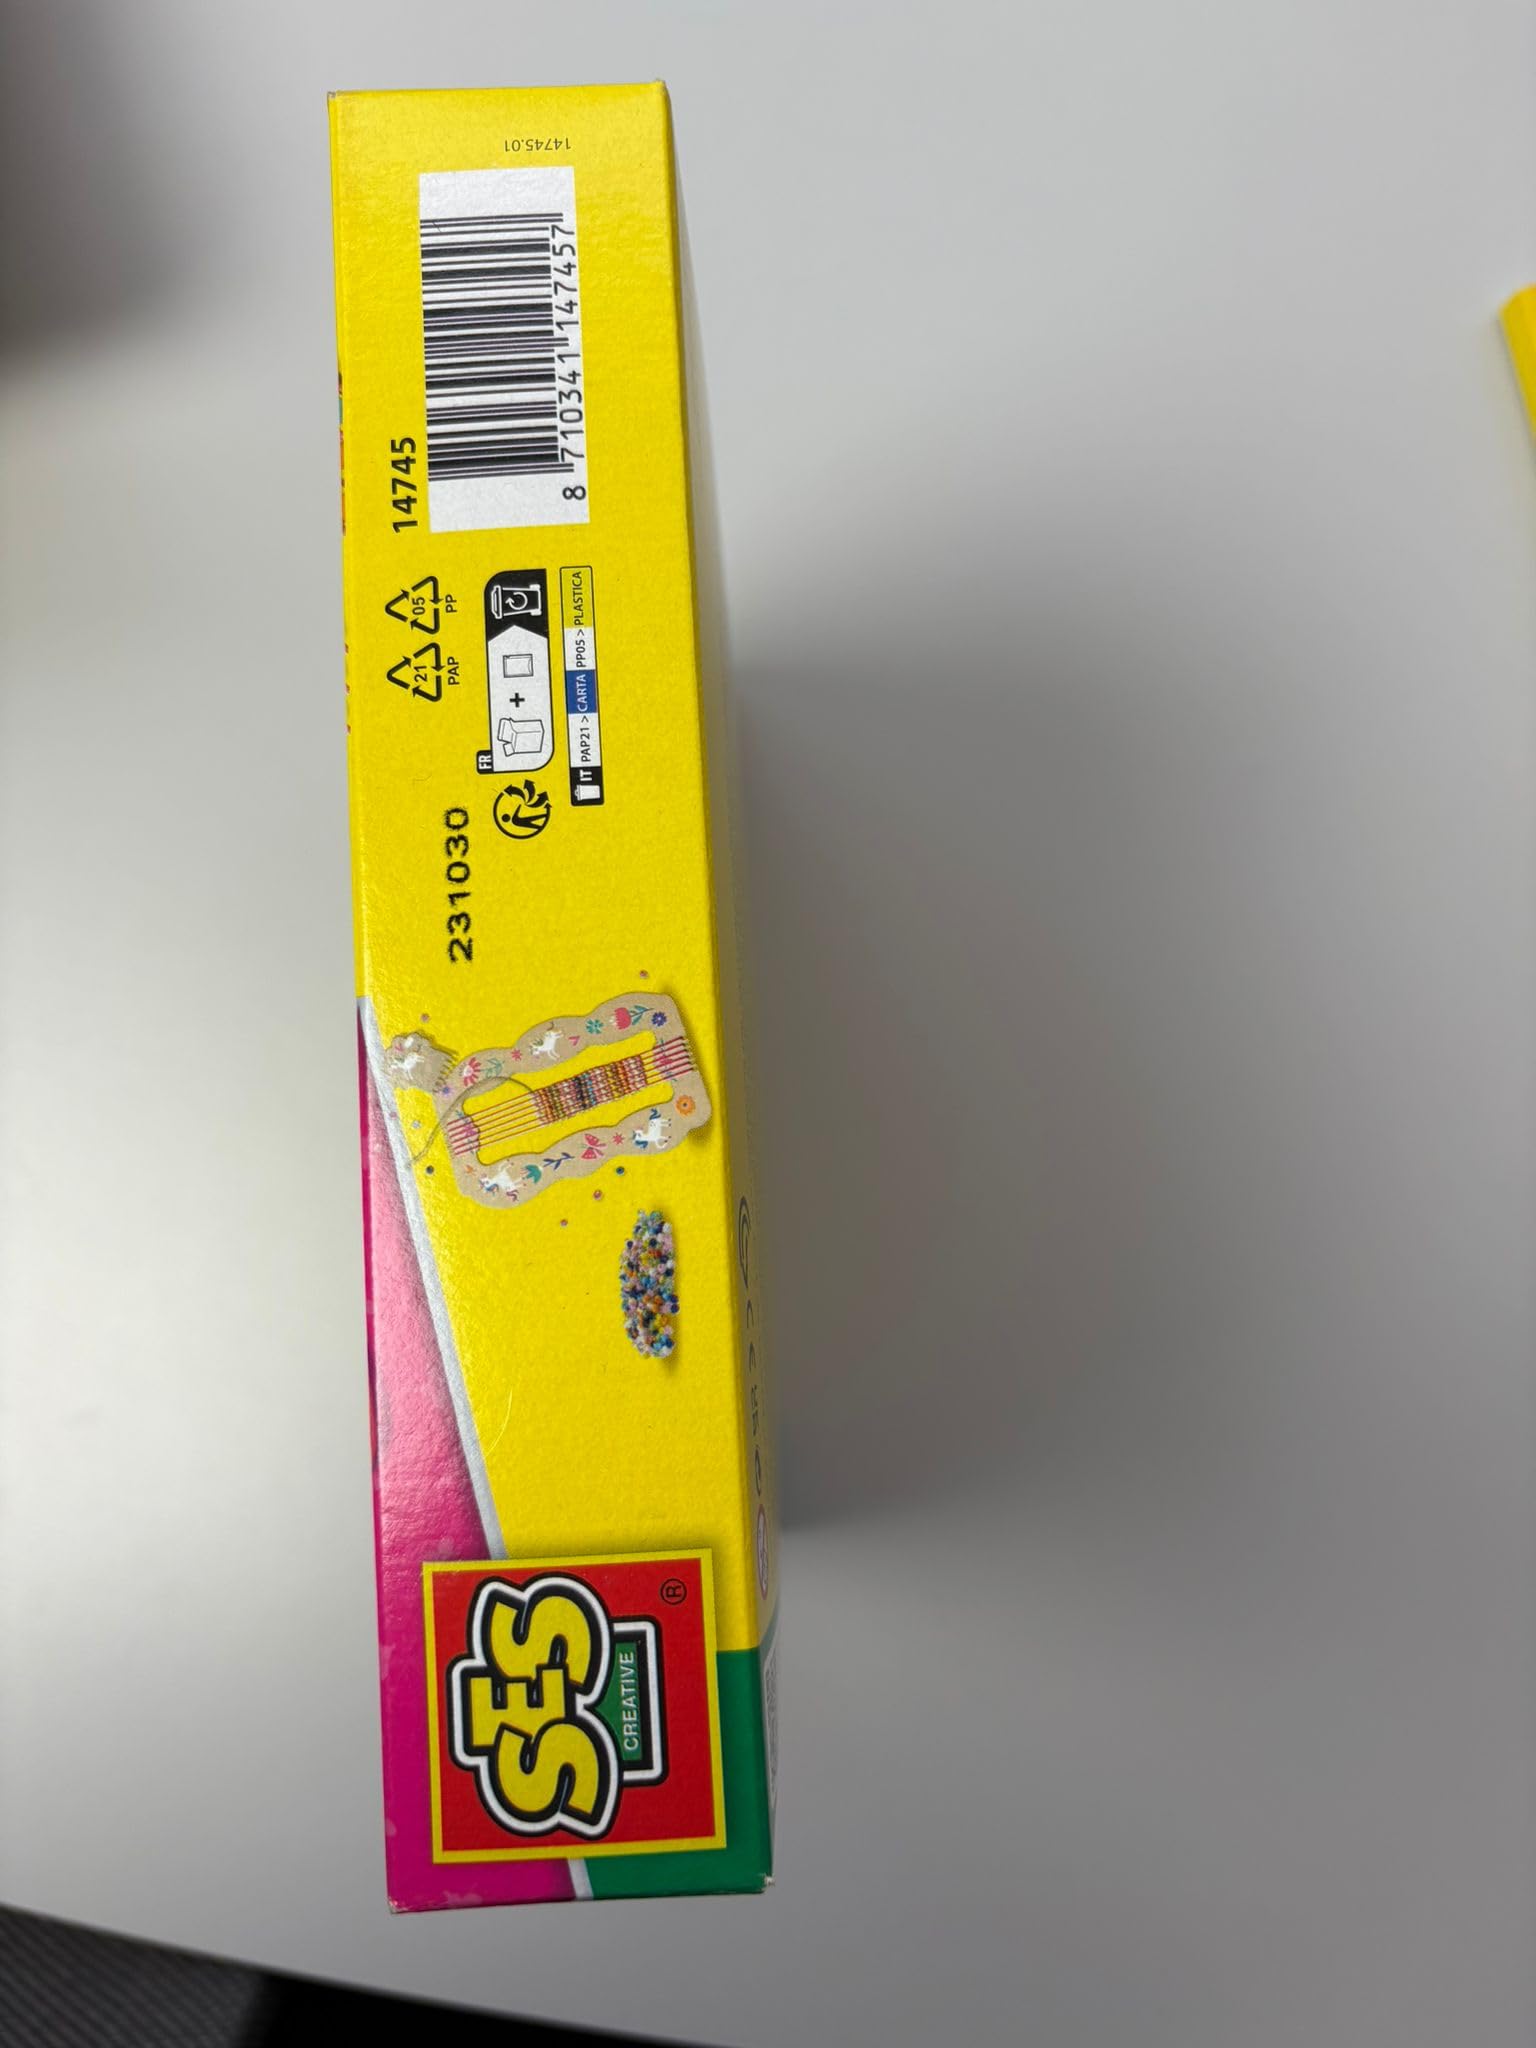 SES
CREATIVE
®
231030
FR
+
21
PAP
05
PP
IT PAP21 > CARTA PP05 > PLASTICA
14745
8 710341 147457
14745.01